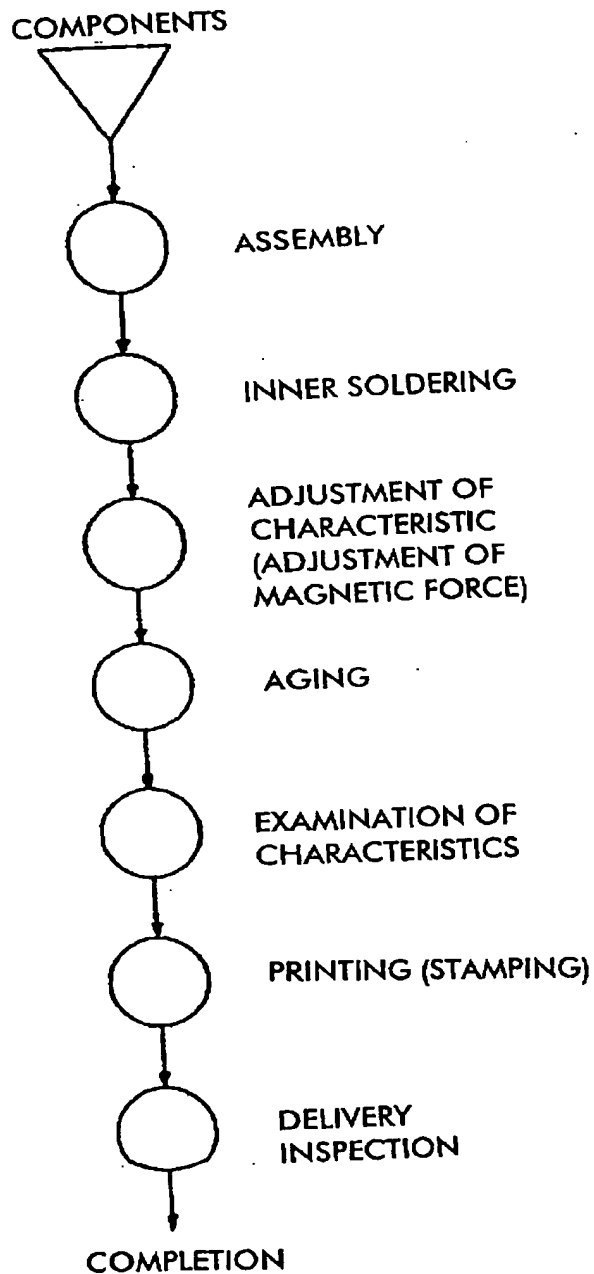 COMPONENTS
ASSEMBLY
INNER SOLDERING
ADJUSTMENT OF
CHARACTERISTIC
(ADJUSTMENT OF
MAGNETIC FORCE)
AGING
EXAMINATION OF
CHARACTERISTICS
PRINTING (STAMPING)
DELIVERY
INSPECTION
COMPLETION